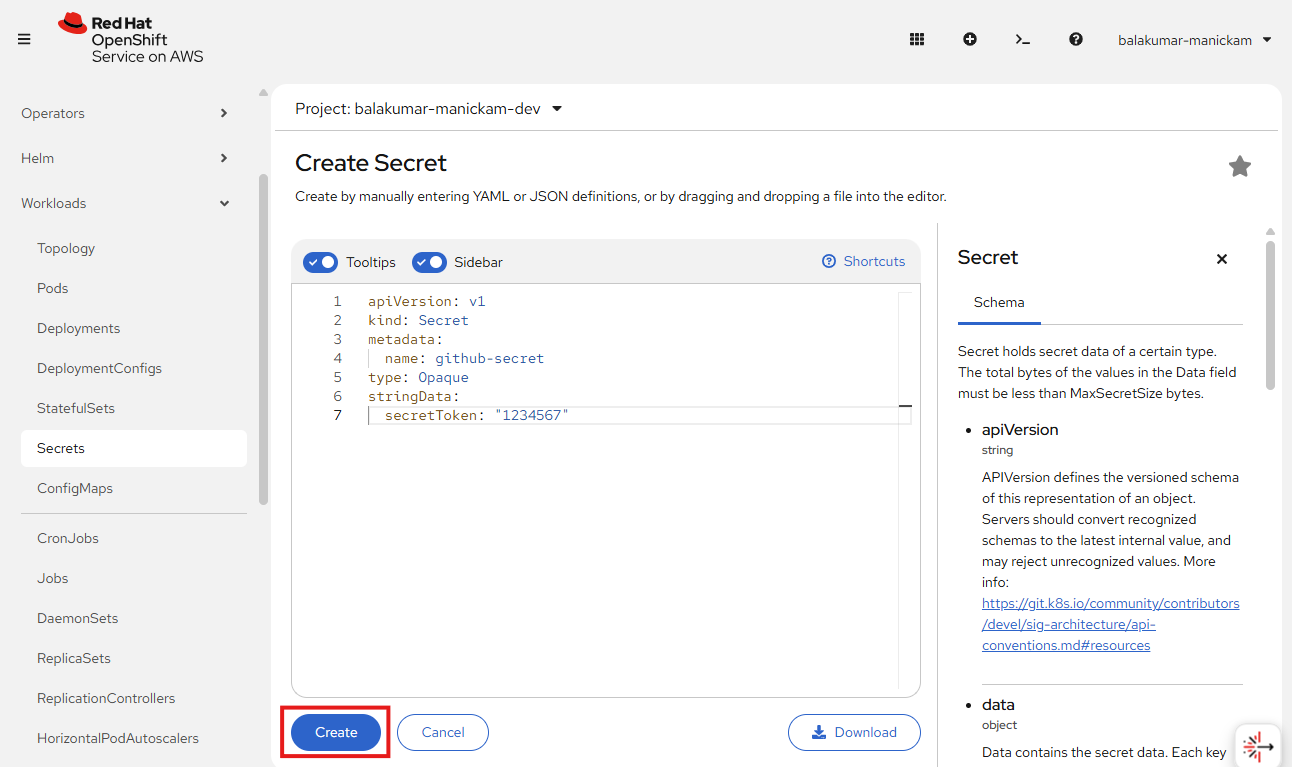 Red Hat
OpenShift
Service on AWS
balakumar-manickam
Operators
Helm
Workloads
Topology
Pods
Deployments
DeploymentConfigs
StatefulSets
Secrets
ConfigMaps
CronJobs
Jobs
DaemonSets
ReplicaSets
ReplicationControllers
HorizontalPodAutoscalers
Project: balakumar-manickam-dev
Create Secret
Create by manually entering YAML or JSON definitions, or by dragging and dropping a file into the editor.
Tooltips Sidebar Shortcuts
1 apiVersion: v1
2 kind: Secret
3 metadata:
4 name: github-secret
5 type: Opaque
6 stringData:
7 secretToken: "1234567"
Create Cancel Download
Secret
Schema
Secret holds secret data of a certain type.
The total bytes of the values in the Data field
must be less than MaxSecretSize bytes.
• apiVersion
string
APIVersion defines the versioned schema
of this representation of an object.
Servers should convert recognized
schemas to the latest internal value, and
may reject unrecognized values. More
info:
https://git.k8s.io/community/contributors
/devel/sig-architecture/api-
conventions.md#resources
• data
object
Data contains the secret data. Each key